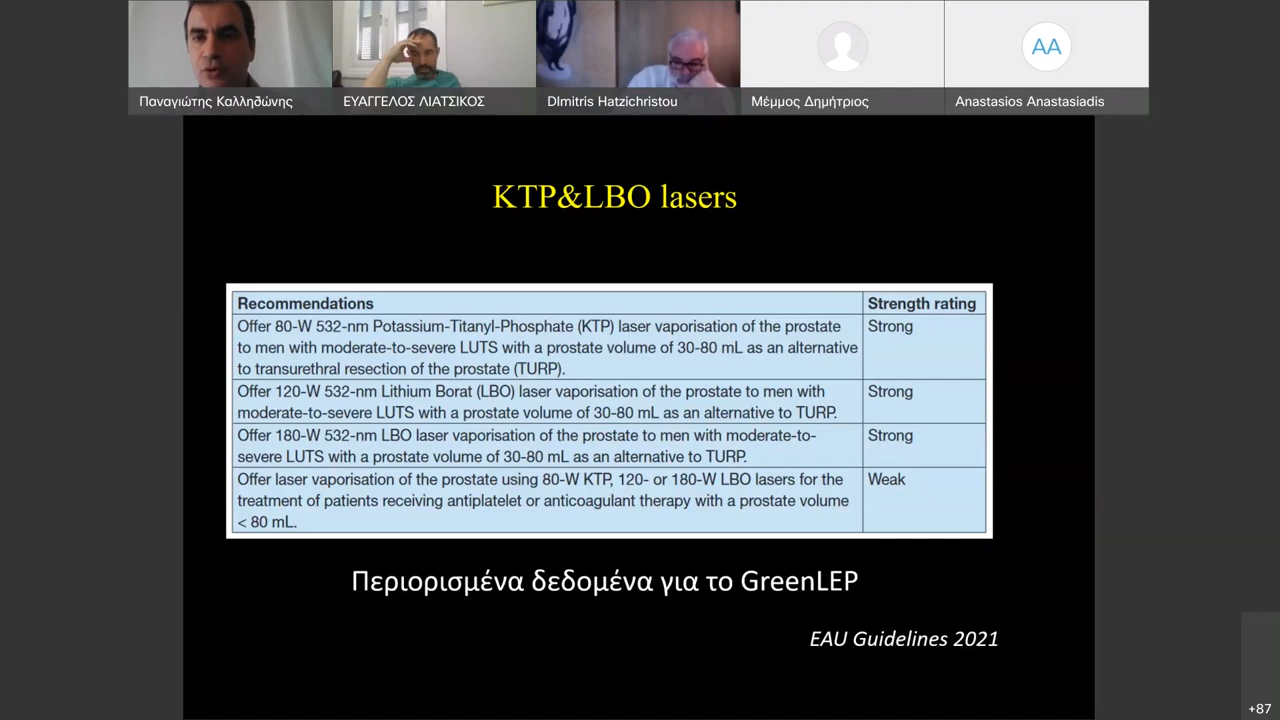 Παναγιώτης Καλληδώνης
ΕΥΑΓΓΕΛΟΣ ΛΙΑΤΣΙΚΟΣ
DImitris Hatzichristou
Μέμμος Δημήτριος
AA
Anastasios Anastasiadis
KTP&LBO lasers
Recommendations
Strength rating
Offer 80-W 532-nm Potassium-Titanyl-Phosphate (KTP) laser vaporisation of the prostate
to men with moderate-to-severe LUTS with a prostate volume of 30-80 mL as an alternative
to transurethral resection of the prostate (TURP).
Strong
Offer 120-W 532-nm Lithium Borat (LBO) laser vaporisation of the prostate to men with
moderate-to-severe LUTS with a prostate volume of 30-80 mL as an alternative to TURP.
Strong
Offer 180-W 532-nm LBO laser vaporisation of the prostate to men with moderate-to-
severe LUTS with a prostate volume of 30-80 mL as an alternative to TURP.
Strong
Offer laser vaporisation of the prostate using 80-W KTP, 120- or 180-W LBO lasers for the
treatment of patients receiving antiplatelet or anticoagulant therapy with a prostate volume
< 80 mL.
Weak
Περιορισμένα δεδομένα για το GreenLEP
EAU Guidelines 2021
+87